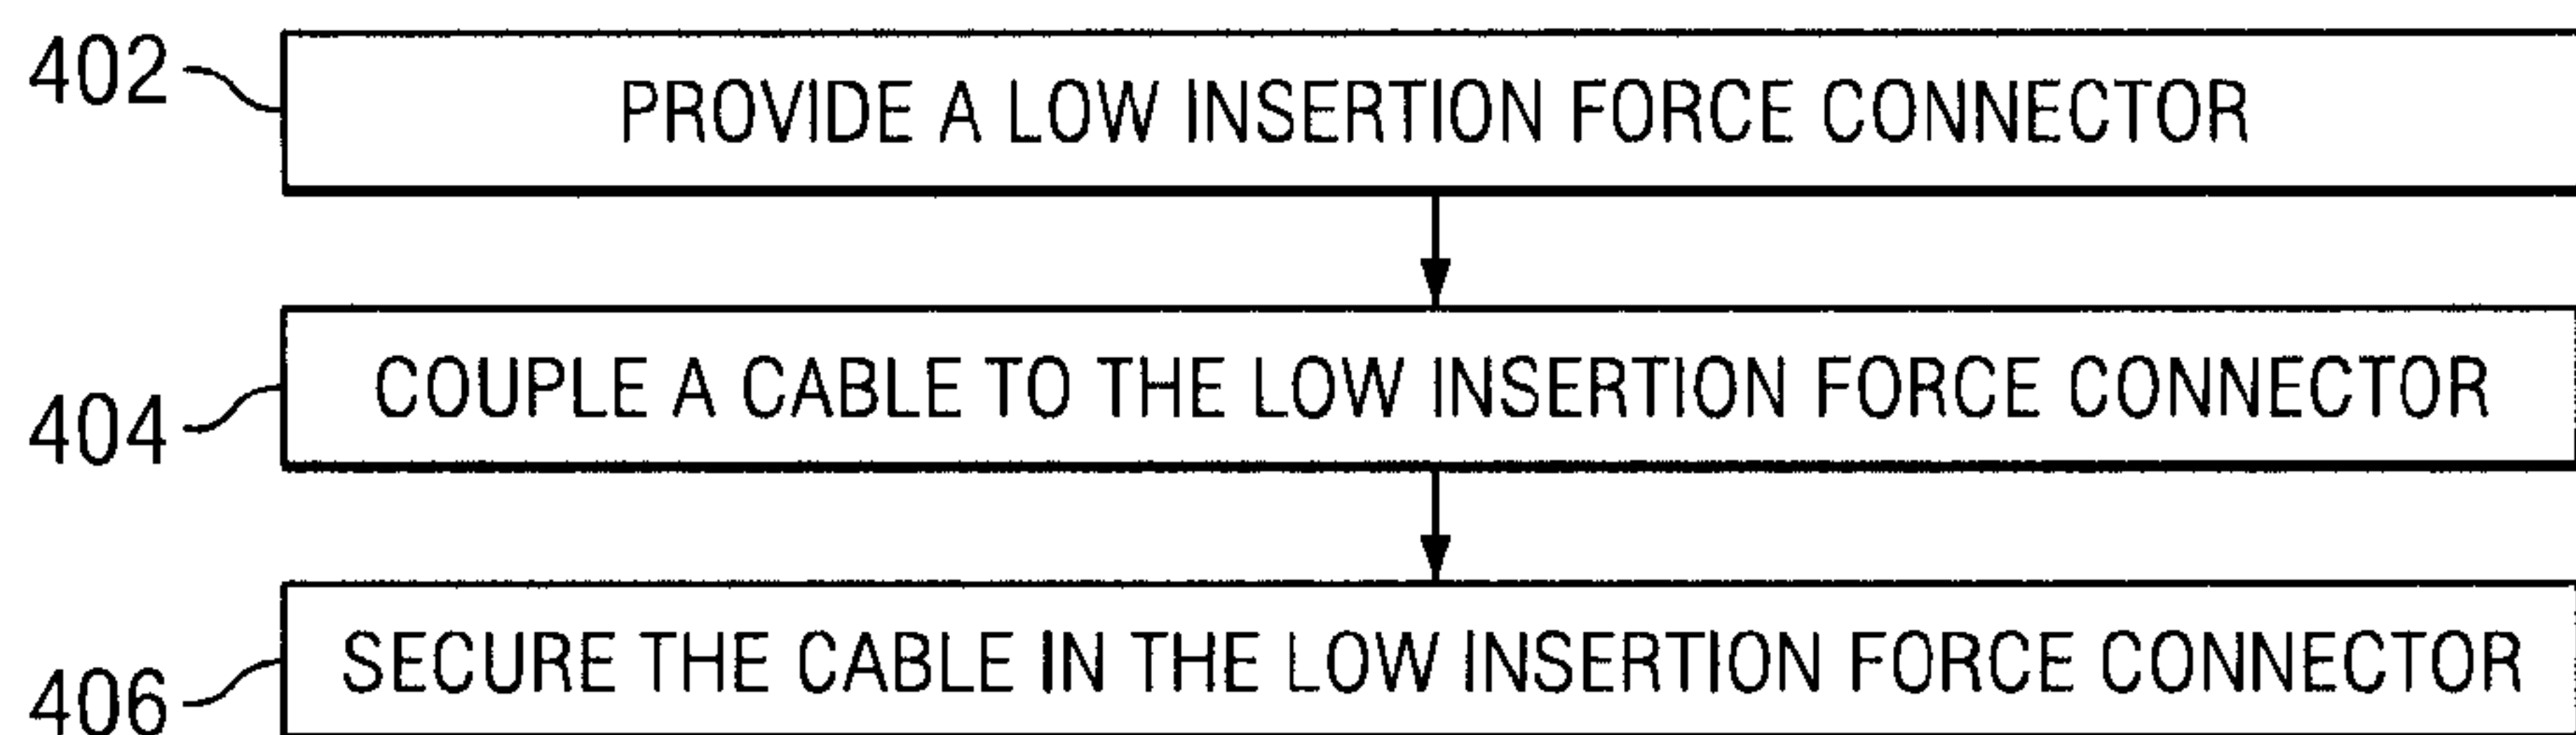 402
PROVIDE A LOW INSERTION FORCE CONNECTOR
404
COUPLE A CABLE TO THE LOW INSERTION FORCE CONNECTOR
406
SECURE THE CABLE IN THE LOW INSERTION FORCE CONNECTOR